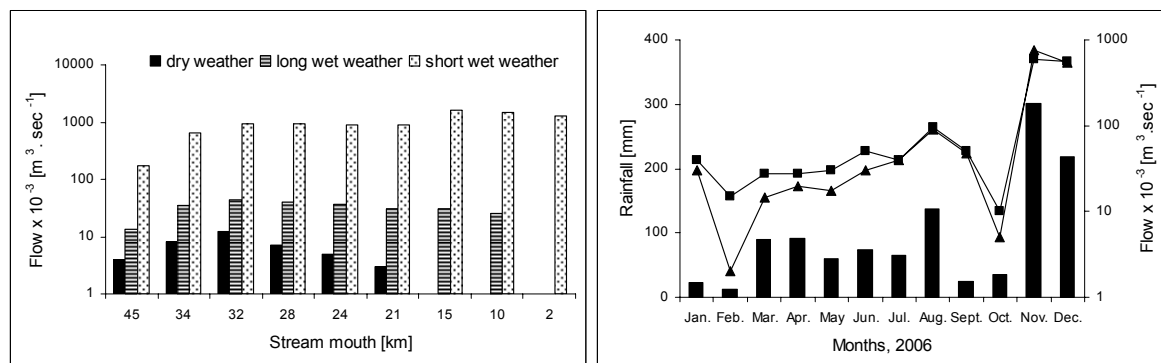 dry weather long wet weather short wet weather
10000
1000
100
10
1
Flow x 10⁻³ [m³. sec⁻¹]
45 34 32 28 24 21 15 10 2
Stream mouth [km]
400
300
200
100
0
Rainfall [mm]
1000
100
10
1
Flow x 10⁻³ [m³.sec⁻¹]
Jan. Feb. Mar. Apr. May Jun. Jul. Aug. Sept. Oct. Nov. Dec.
Months, 2006